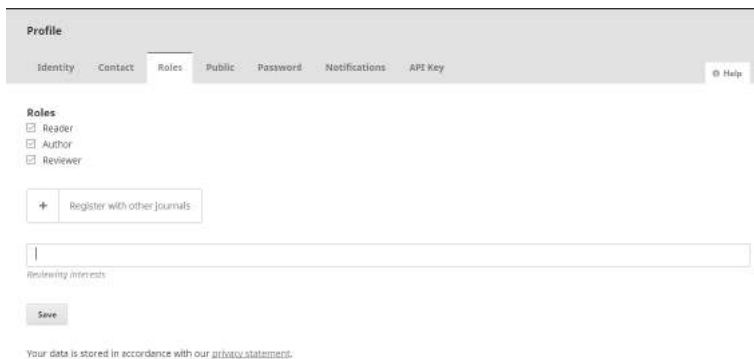 Profile
Identity Contact Roles Public Password Notifications API Key
Help
Roles
Reader
Author
Reviewer
+ Register with other journals
Reviewing interests
Save
Your data is stored in accordance with our privacy statement.